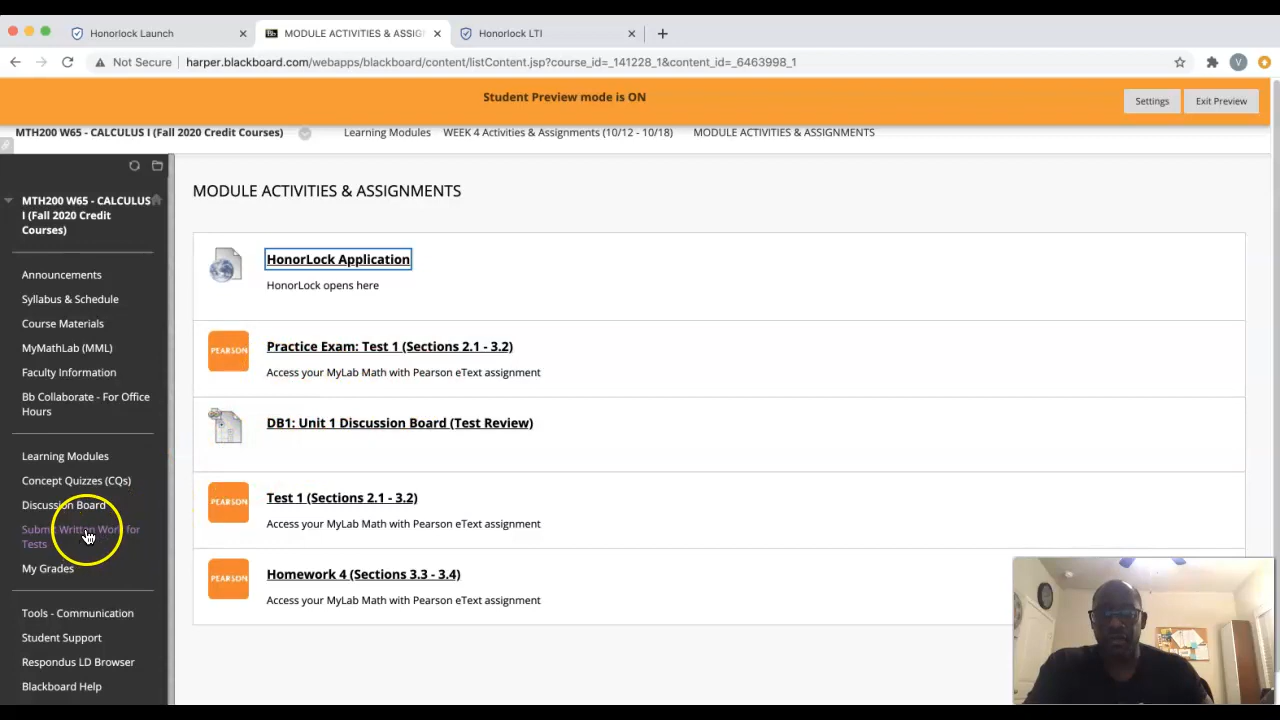 Honorlock Launch
Bb MODULE ACTIVITIES & ASSIG
Honorlock LTI
Not Secure
harper.blackboard.com/webapps/blackboard/content/listContent.jsp?course_id=_141228_1&content_id=_6463998_1
V
Student Preview mode is ON
Settings
Exit Preview
MTH200 W65 - CALCULUS I (Fall 2020 Credit Courses)
Learning Modules
WEEK 4 Activities & Assignments (10/12 - 10/18)
MODULE ACTIVITIES & ASSIGNMENTS
MTH200 W65 - CALCULUS
I (Fall 2020 Credit
Courses)
Announcements
Syllabus & Schedule
Course Materials
MyMathLab (MML)
Faculty Information
Bb Collaborate - For Office
Hours
Learning Modules
Concept Quizzes (CQs)
Discussion Board
Submit Written Work for
Tests
My Grades
Tools - Communication
Student Support
Respondus LD Browser
Blackboard Help
MODULE ACTIVITIES & ASSIGNMENTS
HonorLock Application
HonorLock opens here
PEARSON
Practice Exam: Test 1 (Sections 2.1 - 3.2)
Access your MyLab Math with Pearson eText assignment
DB1: Unit 1 Discussion Board (Test Review)
PEARSON
Test 1 (Sections 2.1 - 3.2)
Access your MyLab Math with Pearson eText assignment
PEARSON
Homework 4 (Sections 3.3 - 3.4)
Access your MyLab Math with Pearson eText assignment